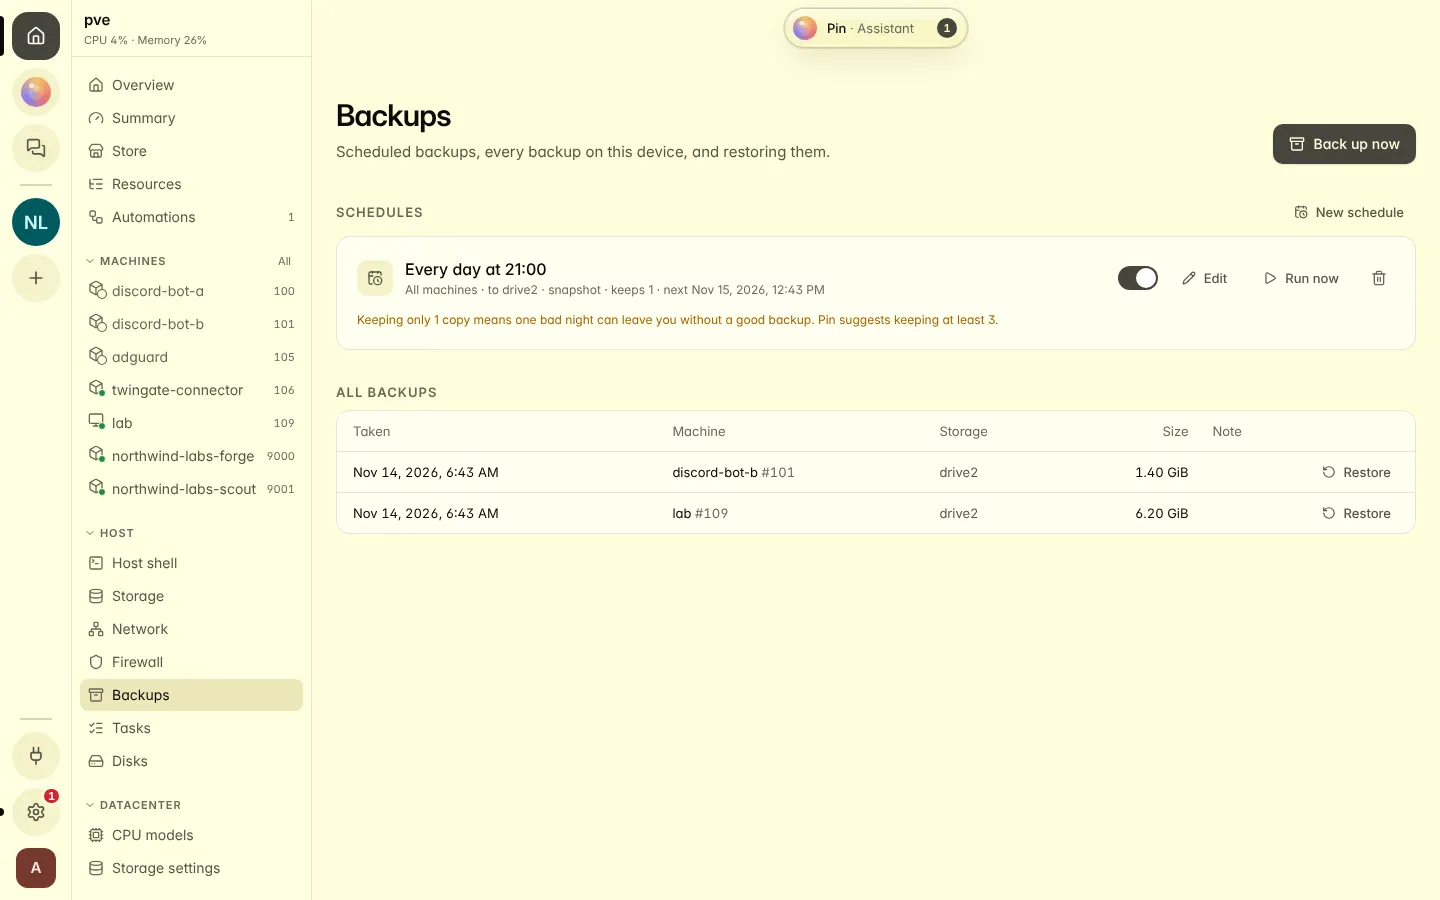 pve
CPU 4% · Memory 26%
Pin · Assistant
1
Overview
Summary
Store
Resources
Automations
1
NL
MACHINES
All
discord-bot-a
100
discord-bot-b
101
adguard
105
twingate-connector
106
lab
109
northwind-labs-forge
9000
northwind-labs-scout
9001
HOST
Host shell
Storage
Network
Firewall
Backups
Tasks
Disks
DATACENTER
CPU models
Storage settings
1
A
Backups
Scheduled backups, every backup on this device, and restoring them.
Back up now
SCHEDULES
New schedule
Every day at 21:00
All machines · to drive2 · snapshot · keeps 1 · next Nov 15, 2026, 12:43 PM
Edit
Run now
Keeping only 1 copy means one bad night can leave you without a good backup. Pin suggests keeping at least 3.
ALL BACKUPS
Taken Machine Storage Size Note
Nov 14, 2026, 6:43 AM discord-bot-b #101 drive2 1.40 GiB Restore
Nov 14, 2026, 6:43 AM lab #109 drive2 6.20 GiB Restore